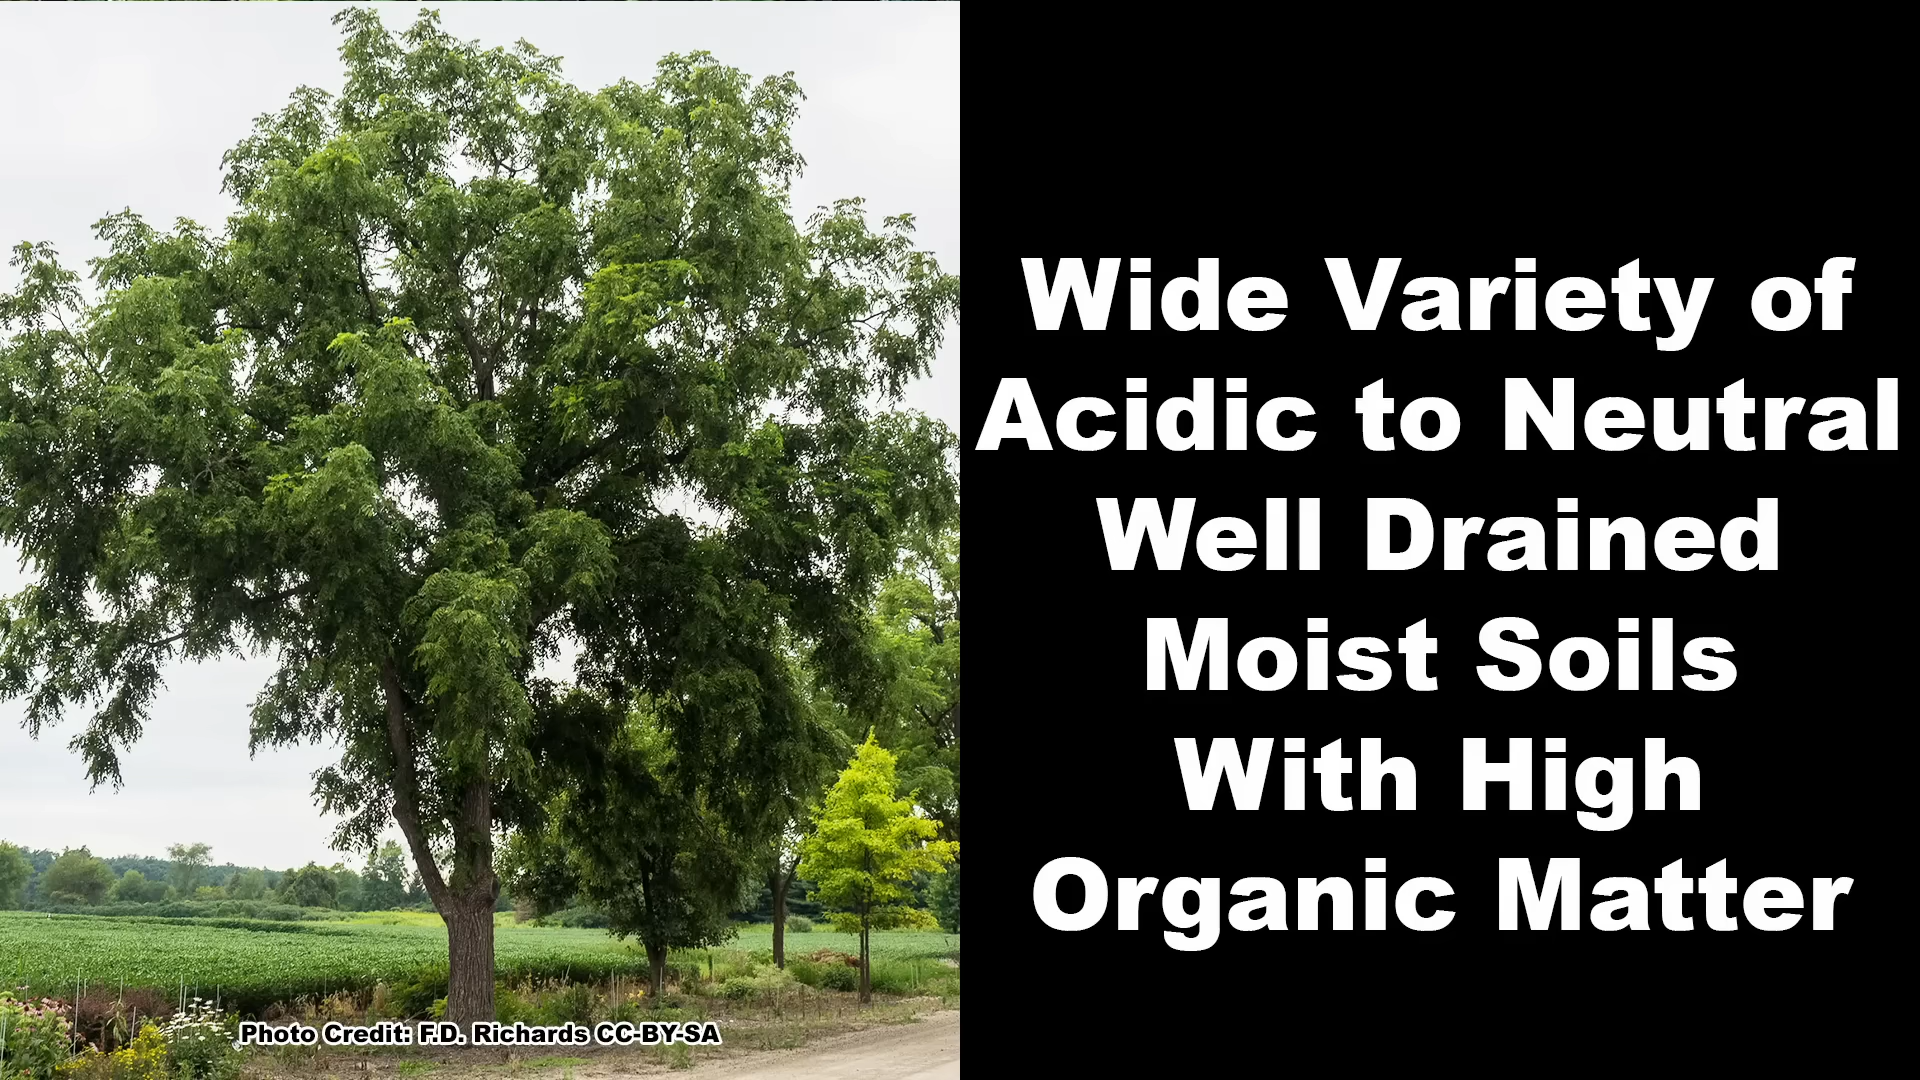 Wide Variety of
Acidic to Neutral
Well Drained
Moist Soils
With High
Organic Matter
Photo Credit: F.D. Richards CC-BY-SA